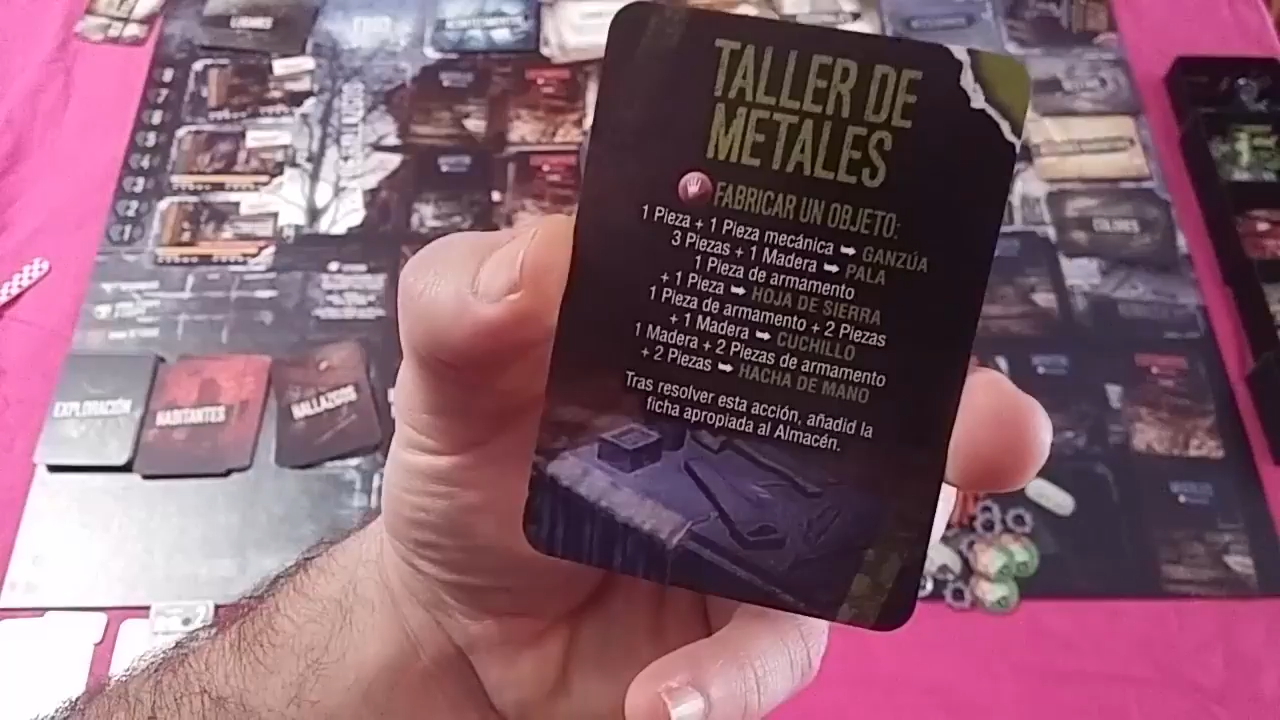 TALLER DE
METALES
FABRICAR UN OBJETO:
1 Pieza + 1 Pieza mecánica ➡ GANZÚA
3 Piezas + 1 Madera ➡ PALA
1 Pieza de armamento
+ 1 Pieza ➡ HOJA DE SIERRA
1 Pieza de armamento + 2 Piezas
+ 1 Madera ➡ CUCHILLO
1 Madera + 2 Piezas de armamento
+ 2 Piezas ➡ HACHA DE MANO
Tras resolver esta acción, añadid la
ficha apropiada al Almacén.
EXPLORACIÓN
HABITANTES
HALLAZGOS